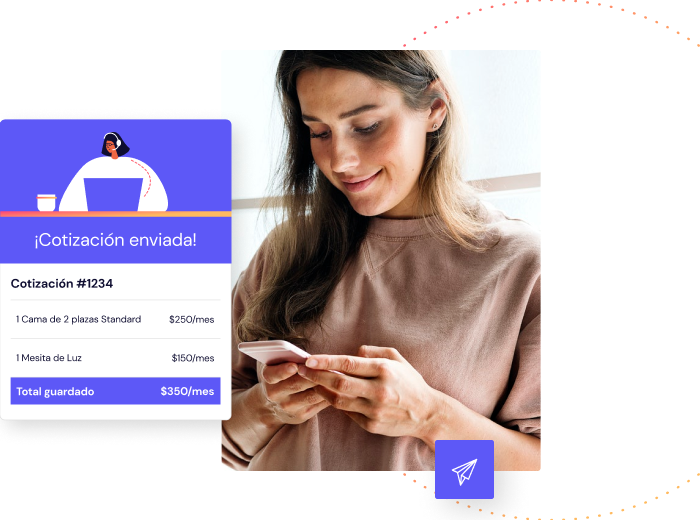 ¡Cotización enviada!
Cotización #1234
1 Cama de 2 plazas Standard $250/mes
1 Mesita de Luz $150/mes
Total guardado $350/mes